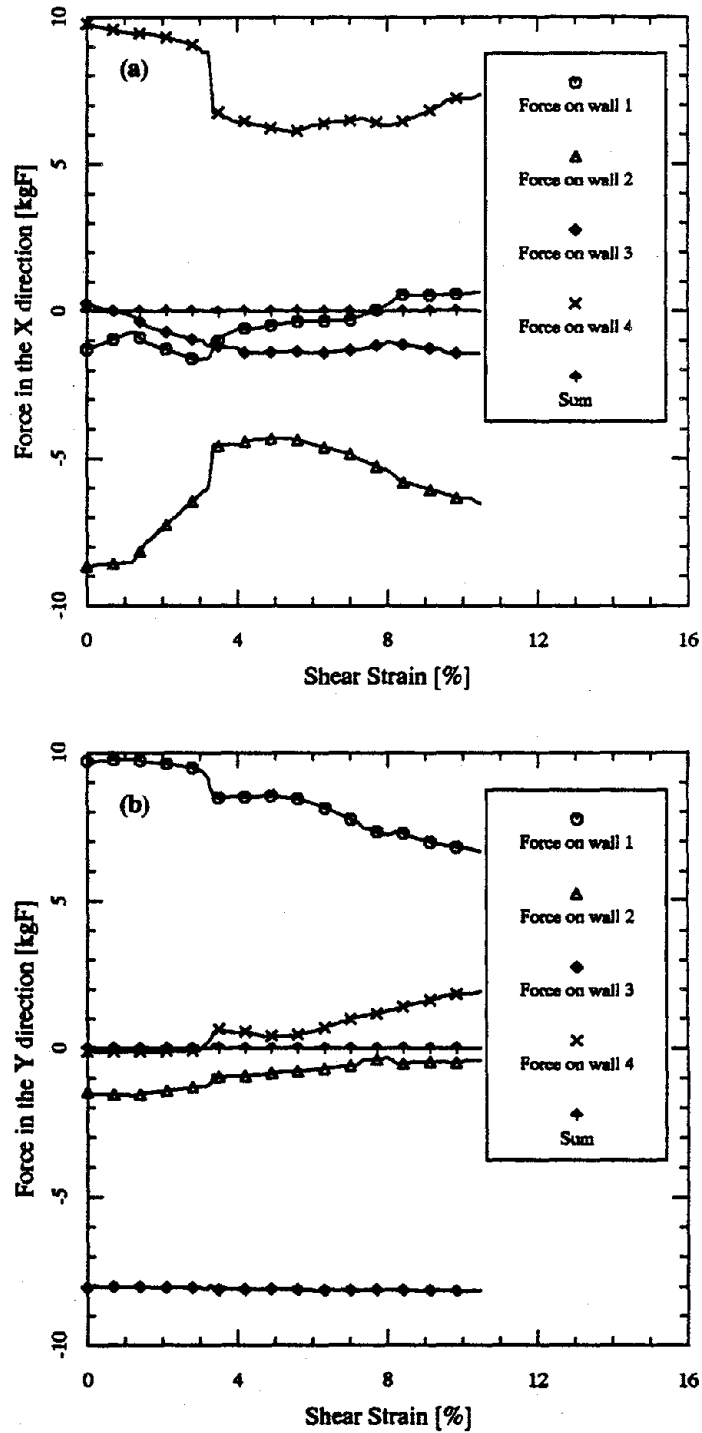 10
(a)
Force on wall 1
Force on wall 2
5
Force on wall 3
Force in the X direction [kgF]
0
Force on wall 4
Sum
-5
-10
0 4 8 12 16
Shear Strain [%]
10
(b)
Force on wall 1
Force on wall 2
5
Force on wall 3
Force in the Y direction [kgF]
0
Force on wall 4
Sum
-5
-10
0 4 8 12 16
Shear Strain [%]